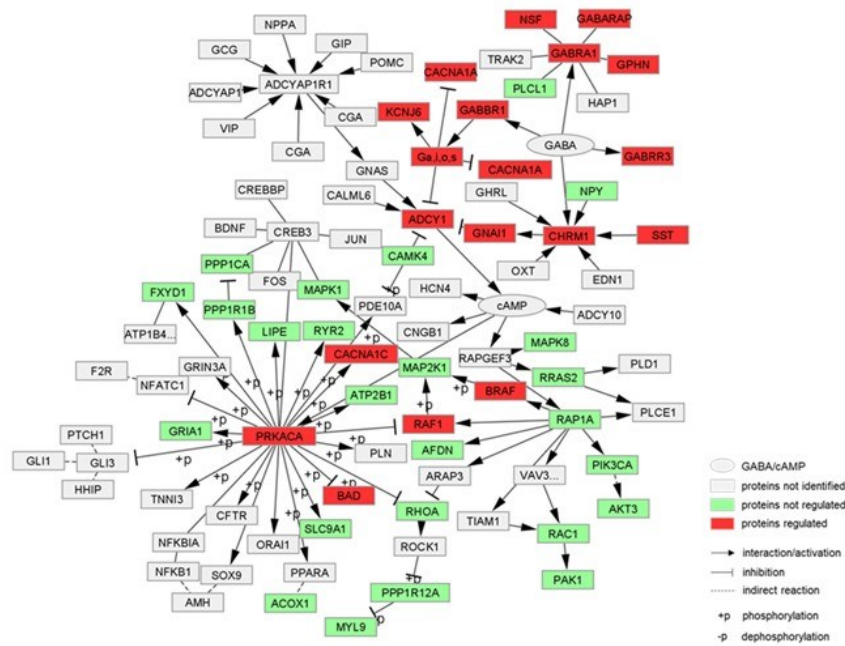 NPPA
NSF
GABARAP
GCG
GIP
GABRA1
POMC
TRAK2
GPHN
ADCYAP1R1
CACNA1A
ADCYAP1
PLCL1
HAP1
KCNJ6
GABBR1
VIP
CGA
CGA
GABA
Ga,i,o,s
GABRR3
GNAS
CACNA1A
CREBBP
CALML6
GHRL
NPY
BDNF
CREB3
ADCY1
GNAI1
CHRM1
SST
JUN
PPP1CA
CAMK4
OXT
EDN1
FXYD1
FOS
MAPK1
HCN4
+p
PPP1R1B
PDE10A
cAMP
ADCY10
ATP1B4...
LIPE
RYR2
CNGB1
+p
MAPK8
CACNA1C
RAPGEF3
F2R
GRIN3A
MAP2K1
RRAS2
PLD1
NFATC1
+p
+p
+p
+p
+p
ATP2B1
BRAF
+p
+p
PLCE1
PTCH1
GRIA1
+p
PRKACA
+p
RAF1
RAP1A
GLI1
GLI3
+p
+p
PLN
AFDN
GABA/cAMP
HHIP
ARAP3
VAV3...
PIK3CA
proteins not identified
TNNI3
+p
+p
BAD
proteins not regulated
CFTR
+p
+p
RHOA
AKT3
proteins regulated
SLC9A1
TIAM1
RAC1
NFKBIA
ORAI1
ROCK1
interaction/activation
NFKB1
SOX9
PPARA
inhibition
+p
PAK1
indirect reaction
AMH
ACOX1
PPP1R12A
+p phosphorylation
MYL9
+p
-p dephosphorylation